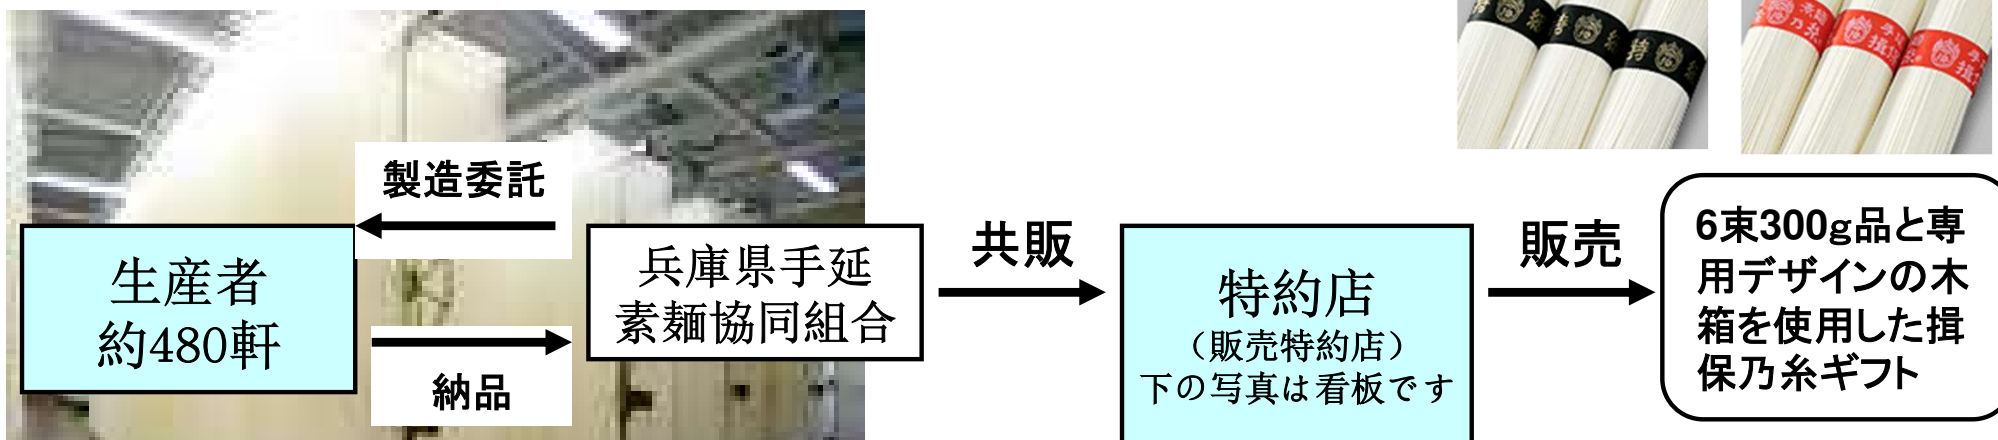 製造委託
生産者
約480軒
納品
兵庫県手延
素麺協同組合
共販
特約店
（販売特約店）
下の写真は看板です
販売
6束300g品と専
用デザインの木
箱を使用した揖
保乃糸ギフト